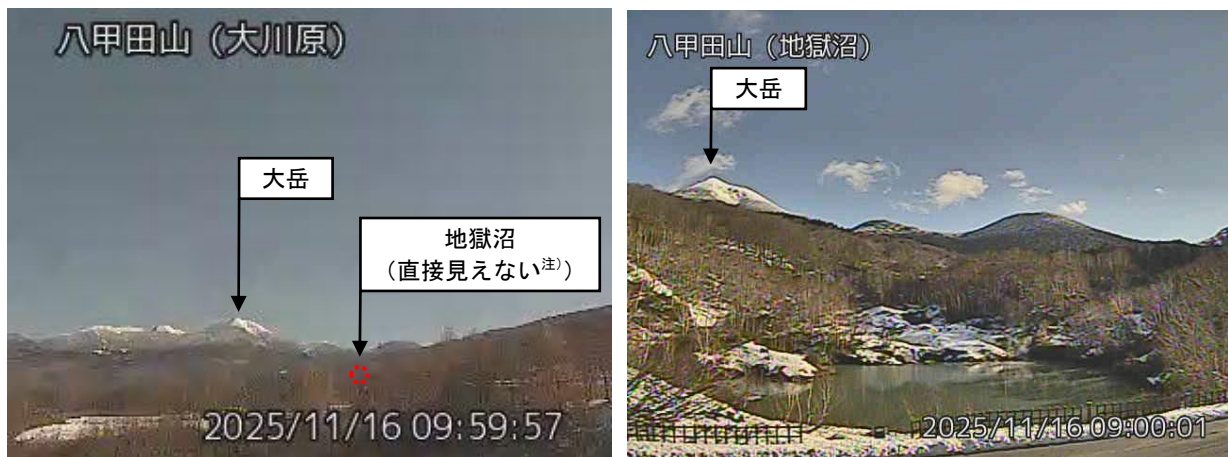 八甲田山（大川原）
大岳
地獄沼
（直接見えない注)）
2025/11/16 09:59:57
八甲田山（地獄沼）
大岳
2025/11/16 09:00:01